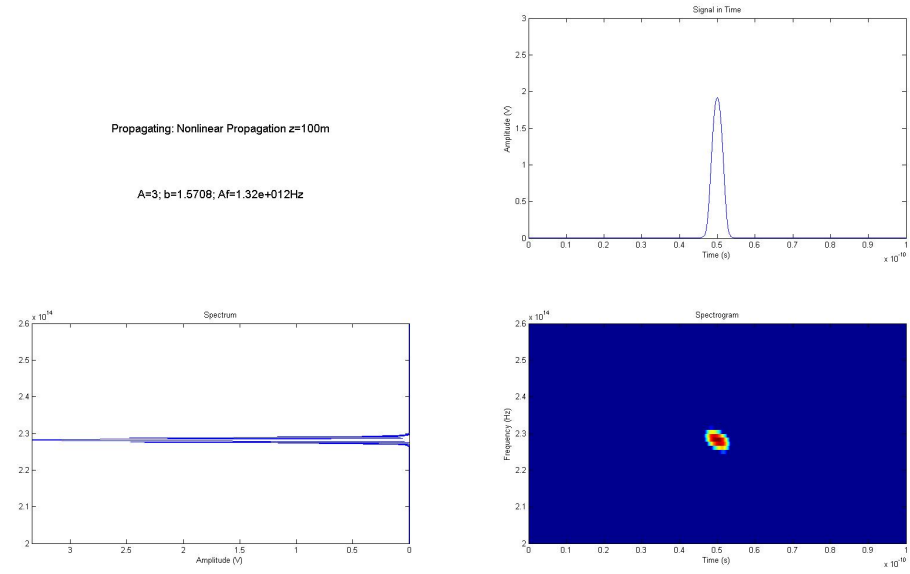 Signal in Time
3
2.5
2
1.5
1
0.5
0
Amplitude (V)
0 0.1 0.2 0.3 0.4 0.5 0.6 0.7 0.8 0.9 1
Time (s)
x 10^-10
Propagating: Nonlinear Propagation z=100m
A=3; b=1.5708; Af=1.32e+012Hz
x 10^14
Spectrum
2.6
2.5
2.4
2.3
2.2
2.1
2
3 2.5 2 1.5 1 0.5 0
Amplitude (V)
x 10^14
Spectrogram
2.6
2.5
2.4
2.3
2.2
2.1
2
Frequency (Hz)
0 0.1 0.2 0.3 0.4 0.5 0.6 0.7 0.8 0.9 1
Time (s)
x 10^-10